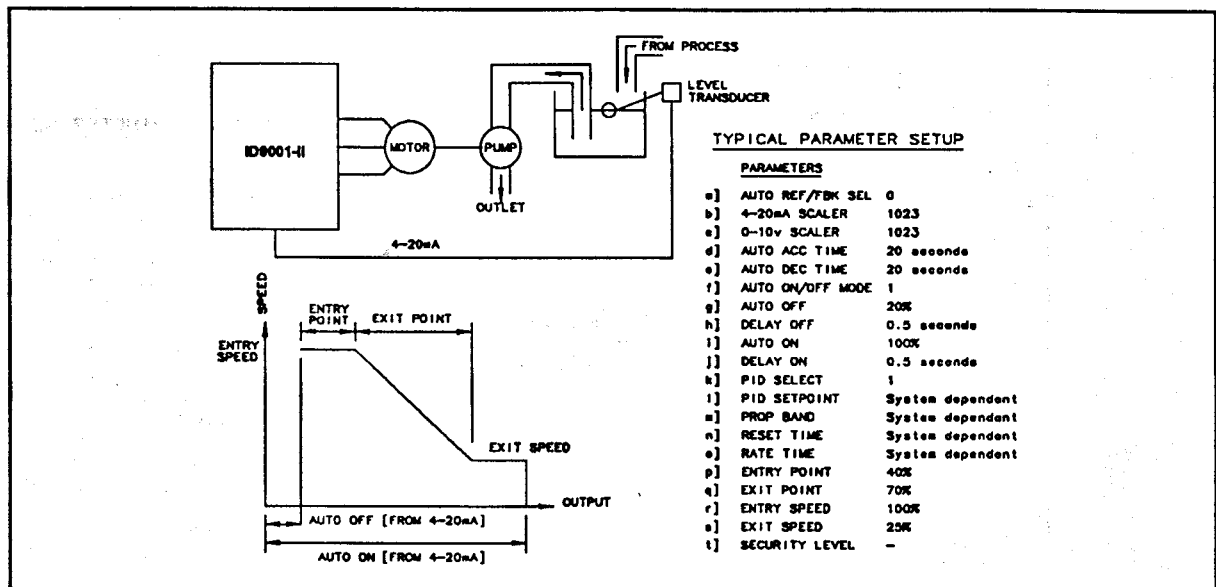 FROM PROCESS
LEVEL
TRANSDUCER
ID9001-II
MOTOR
PUMP
OUTLET
4-20mA
TYPICAL PARAMETER SETUP
PARAMETERS
a] AUTO REF/FBK SEL 0
b] 4-20mA SCALER 1023
c] 0-10v SCALER 1023
d] AUTO ACC TIME 20 seconds
e] AUTO DEC TIME 20 seconds
f] AUTO ON/OFF MODE 1
g] AUTO OFF 20%
h] DELAY OFF 0.5 seconds
i] AUTO ON 100%
j] DELAY ON 0.5 seconds
k] PID SELECT 1
l] PID SETPOINT System dependent
m] PROP BAND System dependent
n] RESET TIME System dependent
o] RATE TIME System dependent
p] ENTRY POINT 40%
q] EXIT POINT 70%
r] ENTRY SPEED 100%
s] EXIT SPEED 25%
t] SECURITY LEVEL -
SPEED
ENTRY
POINT
EXIT POINT
ENTRY
SPEED
EXIT SPEED
OUTPUT
AUTO OFF [FROM 4-20mA]
AUTO ON [FROM 4-20mA]